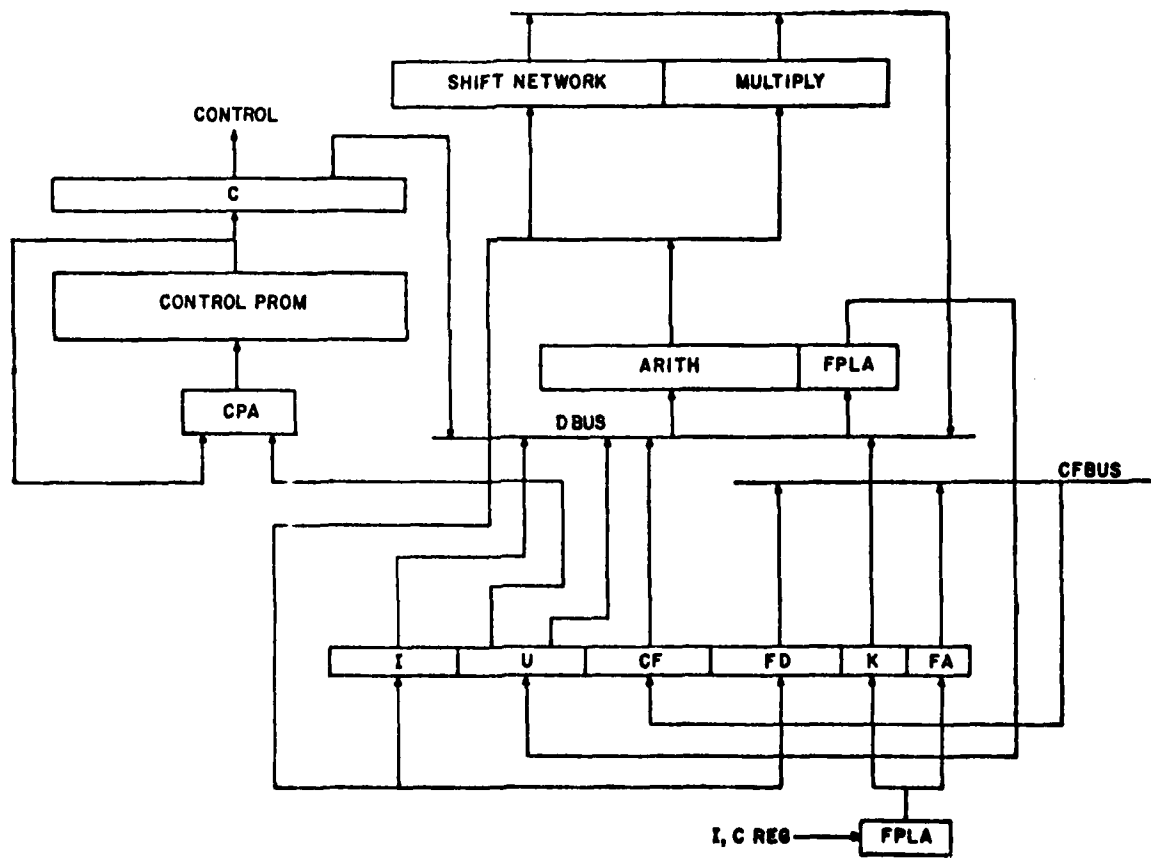 SHIFT NETWORK
MULTIPLY
CONTROL
C
CONTROL PROM
ARITH
FPLA
CPA
DBUS
CFBUS
I
U
CF
FD
K
FA
I, C REG
FPLA